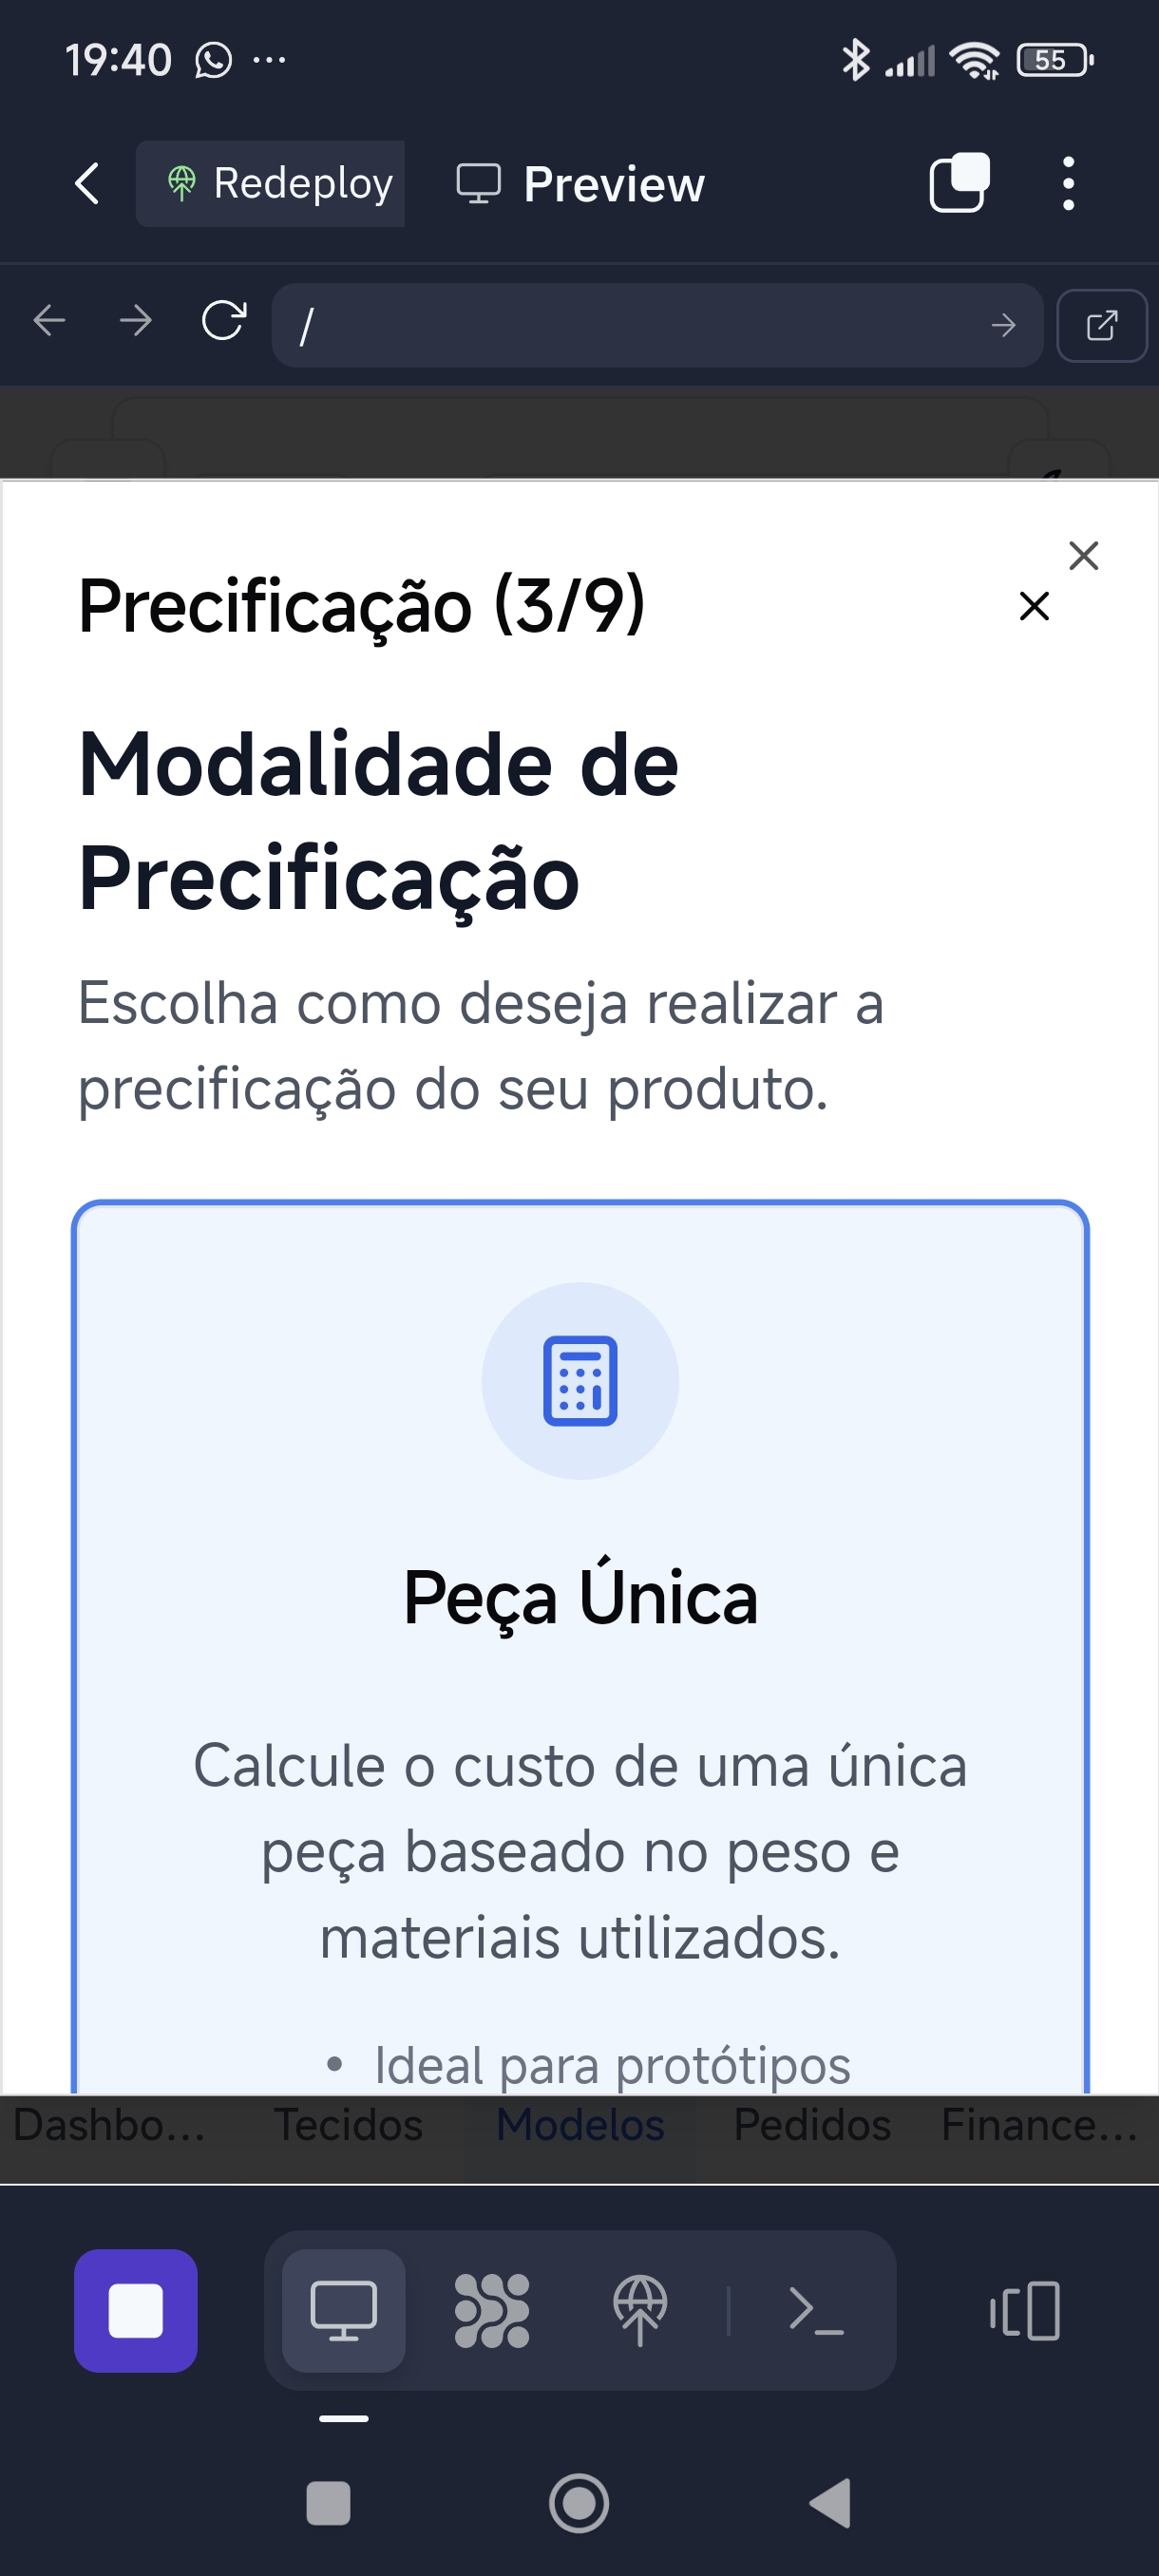 19:40
55
Redeploy
Preview
/
Precificação (3/9)
Modalidade de
Precificação
Escolha como deseja realizar a
precificação do seu produto.
Peça Única
Calcule o custo de uma única
peça baseado no peso e
materiais utilizados.
• Ideal para protótipos
Dashbo... Tecidos Modelos Pedidos Finance...